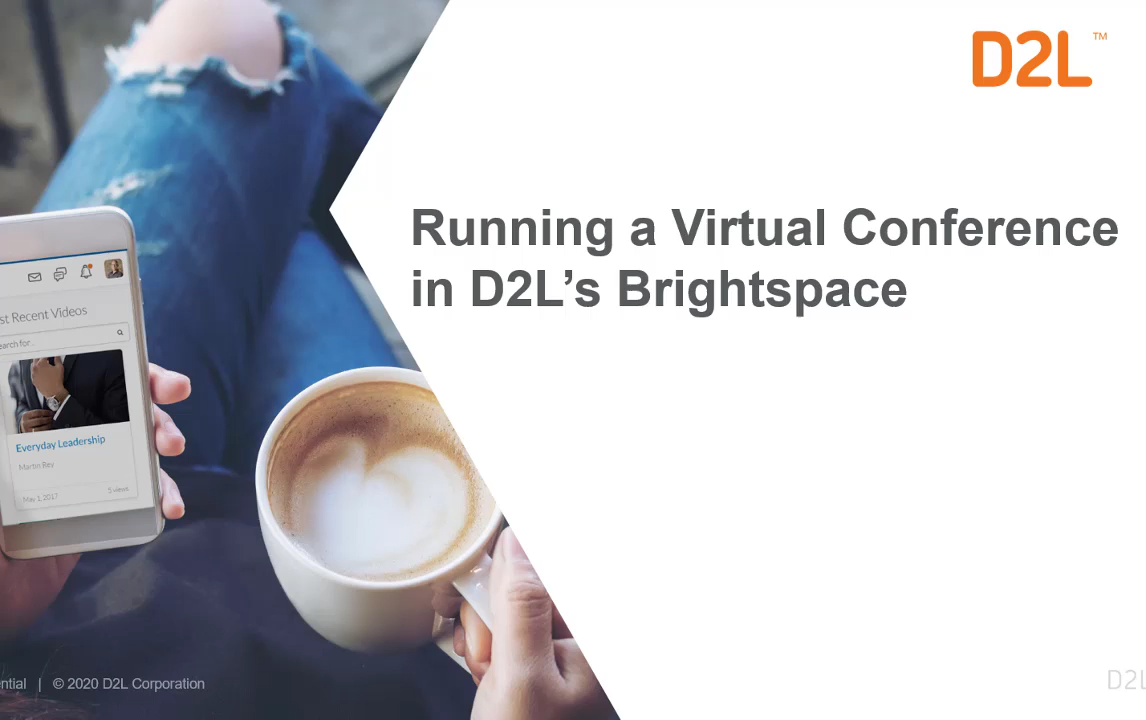 D2L™
Running a Virtual Conference
in D2L’s Brightspace
st Recent Videos
earch for..
Everyday Leadership
Martin Rey
May 1, 2017
5 views
ntial | © 2020 D2L Corporation
D2L